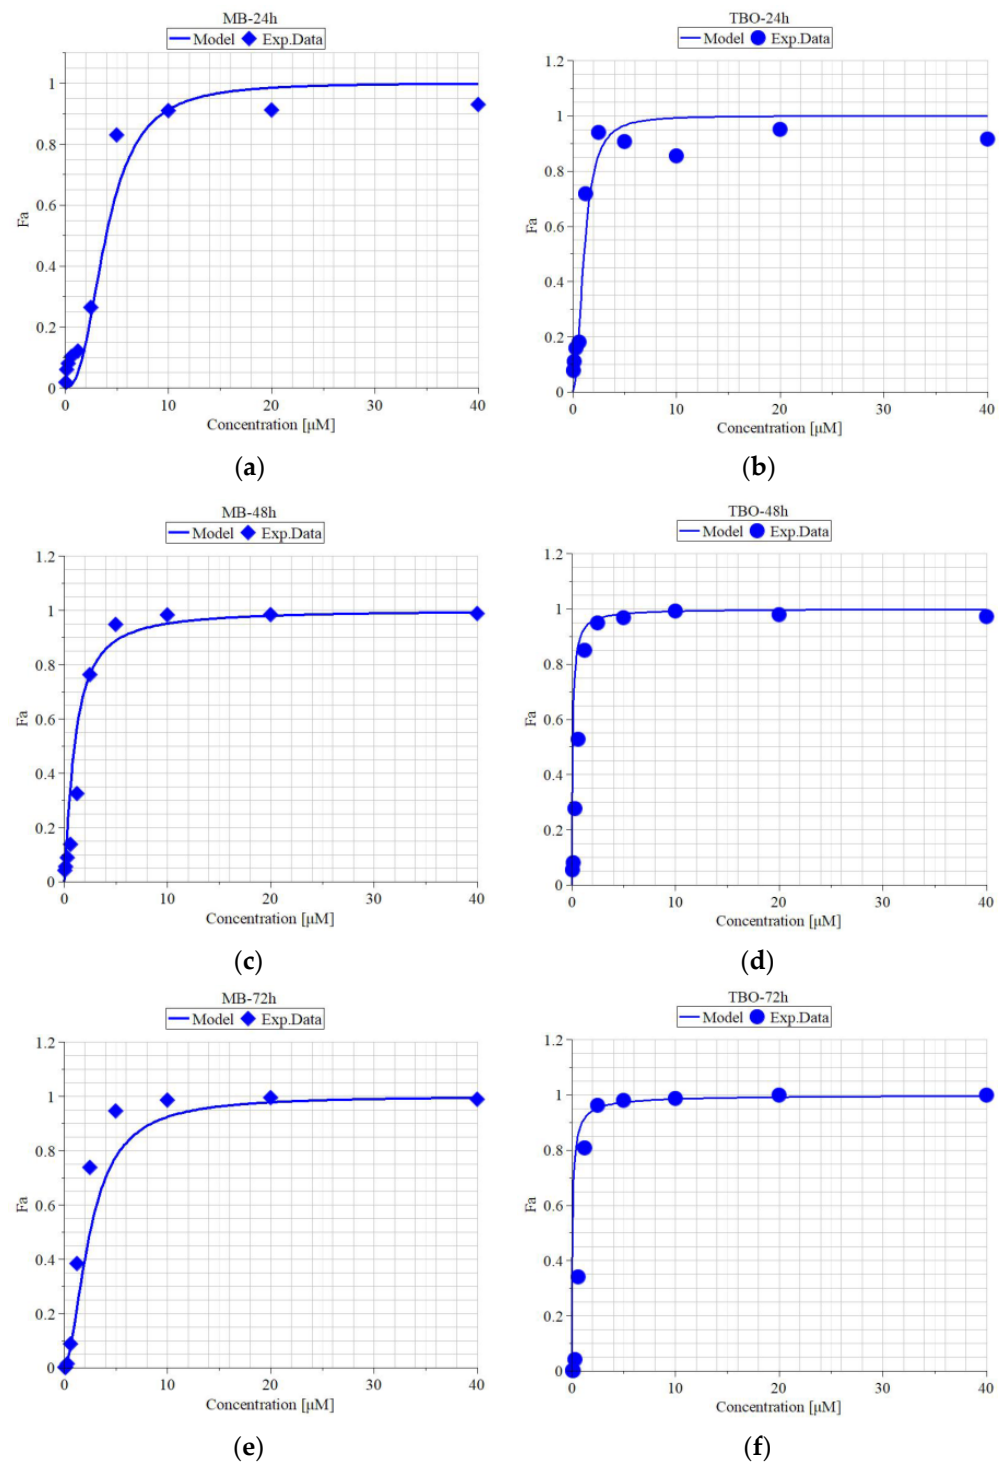 MB-24h
Model Exp.Data
1
0.8
0.6
0.4
0.2
0
Fa
0 10 20 30 40
Concentration [μM]
(a)
TBO-24h
Model Exp.Data
1.2
1
0.8
0.6
0.4
0.2
0
Fa
0 10 20 30 40
Concentration [μM]
(b)
MB-48h
Model Exp.Data
1.2
1
0.8
0.6
0.4
0.2
0
Fa
0 10 20 30 40
Concentration [μM]
(c)
TBO-48h
Model Exp.Data
1.2
1
0.8
0.6
0.4
0.2
0
Fa
0 10 20 30 40
Concentration [μM]
(d)
MB-72h
Model Exp.Data
1.2
1
0.8
0.6
0.4
0.2
0
Fa
0 10 20 30 40
Concentration [μM]
(e)
TBO-72h
Model Exp.Data
1.2
1
0.8
0.6
0.4
0.2
0
Fa
0 10 20 30 40
Concentration [μM]
(f)